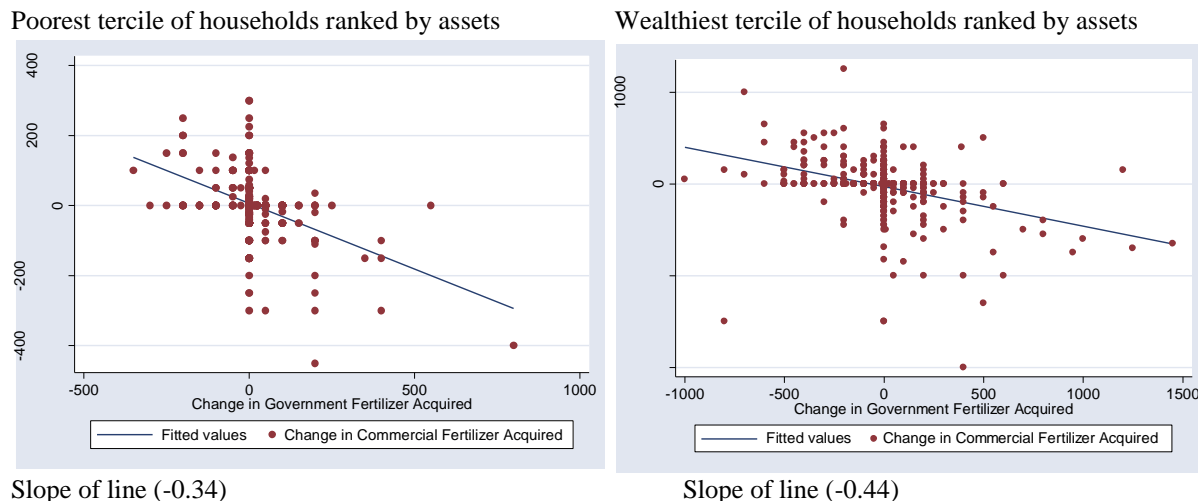 Poorest tercile of households ranked by assets
400
200
0
-200
-400
-500
0
500
1000
Change in Government Fertilizer Acquired
Fitted values
Change in Commercial Fertilizer Acquired
Slope of line (-0.34)
Wealthiest tercile of households ranked by assets
1000
0
-1000
-500
0
500
1000
1500
Change in Government Fertilizer Acquired
Fitted values
Change in Commercial Fertilizer Acquired
Slope of line (-0.44)